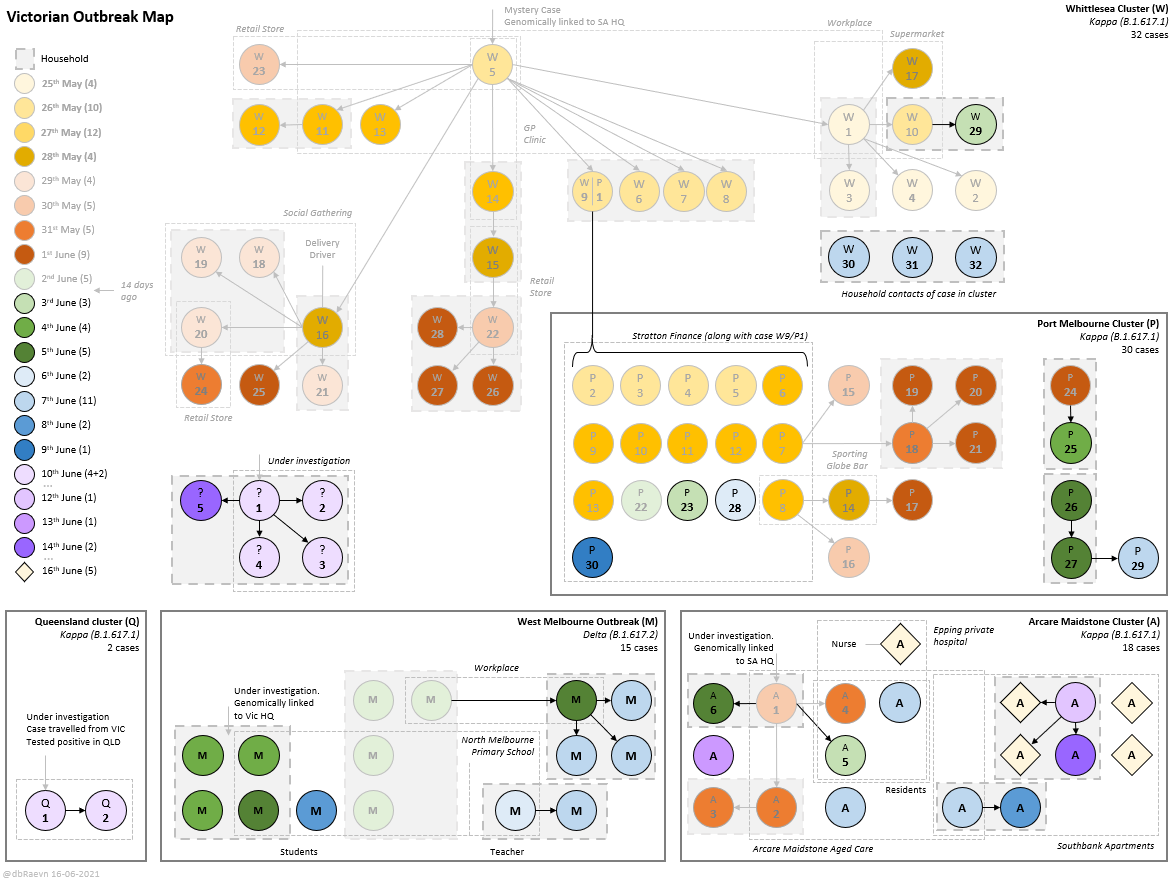 Victorian Outbreak Map
Household
25th May (4)
26th May (10)
27th May (12)
28th May (4)
29th May (4)
30th May (5)
31st May (5)
1st June (9)
2nd June (5)
14 days
ago
3rd June (3)
4th June (4)
5th June (5)
6th June (2)
7th June (11)
8th June (2)
9th June (1)
10th June (4+2)
...
12th June (1)
13th June (1)
14th June (2)
...
16th June (5)
Whittlesea Cluster (W)
Kappa (B.1.617.1)
32 cases
Mystery Case
Genomically linked to SA HQ
Retail Store
W
23
W
5
W
12
W
11
W
13
GP
Clinic
Workplace
Supermarket
W
17
W
1
W
10
W
29
W
3
W
4
W
2
W
14
W
9
P
1
W
6
W
7
W
8
W
15
Retail
Store
W
30
W
31
W
32
Household contacts of case in cluster
Social Gathering
Delivery
Driver
W
19
W
18
W
20
W
16
W
24
W
25
W
21
Retail Store
W
28
W
22
W
27
W
26
Under investigation
?
5
?
1
?
2
?
4
?
3
Port Melbourne Cluster (P)
Kappa (B.1.617.1)
30 cases
Stratton Finance (along with case W9/P1)
P
2
P
3
P
4
P
5
P
6
P
15
P
19
P
20
P
24
P
9
P
10
P
11
P
12
P
7
P
18
P
21
P
25
Sporting
Globe Bar
P
13
P
22
P
23
P
28
P
8
P
14
P
17
P
26
P
30
P
16
P
27
P
29
Queensland cluster (Q)
Kappa (B.1.617.1)
2 cases
Under investigation
Case travelled from VIC
Tested positive in QLD
Q
1
Q
2
West Melbourne Outbreak (M)
Delta (B.1.617.2)
15 cases
Workplace
Under investigation.
Genomically linked
to Vic HQ
M
M
M
M
North Melbourne
Primary School
M
M
M
M
M
M
M
M
M
M
M
Students
Teacher
Arcare Maidstone Cluster (A)
Kappa (B.1.617.1)
18 cases
Under investigation.
Genomically linked
to SA HQ
Nurse
A
Epping private
hospital
A
6
A
1
A
4
A
A
A
A
A
A
5
A
A
A
Residents
A
3
A
2
A
A
A
Arcare Maidstone Aged Care
Southbank Apartments
@dbRaevn 16-06-2021